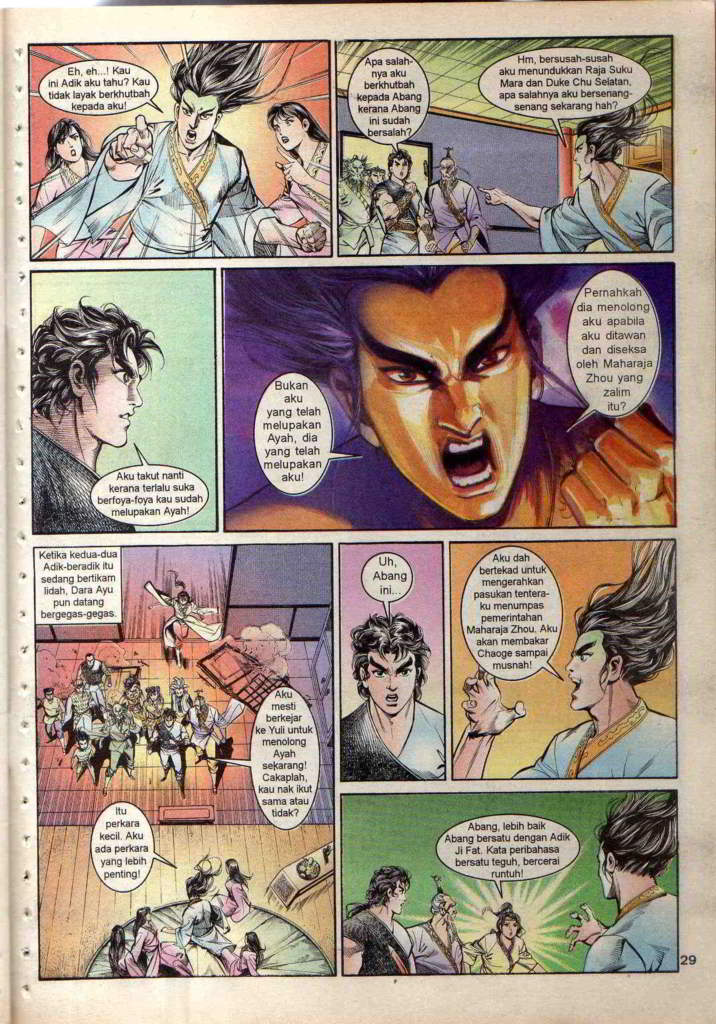 Eh, eh...! Kau
ini Adik aku tahu? Kau
tidak layak berkhutbah
kepada aku!
Apa salah-
nya aku
berkhutbah
kepada Abang
kerana Abang
ini sudah
bersalah?
Hm, bersusah-susah
aku menundukkan Raja Suku
Mara dan Duke Chu Selatan,
apa salahnya aku bersenang-
senang sekarang hah?
Aku takut nanti
kerana terlalu suka
berfoya-foya kau sudah
melupakan Ayah!
Bukan
aku
yang telah
melupakan
Ayah, dia
yang telah
melupakan
aku!
Pernahkah
dia menolong
aku apabila
aku ditawan
dan diseksa
oleh Maharaja
Zhou yang
zalim
itu?
Ketika kedua-dua
Adik-beradik itu
sedang bertikam
lidah, Dara Ayu
pun datang
bergegas-gegas.
Aku
mesti
berkejar
ke Yuli untuk
menolong
Ayah
sekarang!
Cakaplah,
kau nak ikut
sama atau
tidak?
Itu
perkara
kecil. Aku
ada perkara
yang lebih
penting!
Uh,
Abang
ini...
Aku dah
bertekad untuk
mengerahkan
pasukan tentera-
ku menumpas
pemerintahan
Maharaja Zhou. Aku
akan membakar
Chaoge sampai
musnah!
Abang, lebih baik
Abang bersatu dengan Adik
Ji Fat. Kata peribahasa
bersatu teguh, bercerai
runtuh!
29